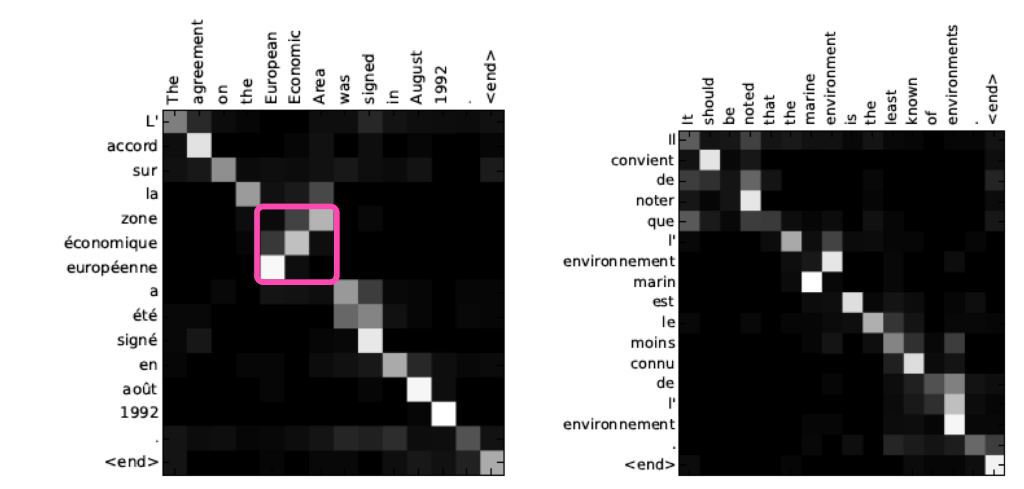 The agreement on the European Economic Area was signed in August 1992 . <end>
L'
accord
sur
la
zone
économique
européenne
a
été
signé
en
août
1992
.
<end>
It should be noted that the marine environment is the least known of environments . <end>
Il
convient
de
noter
que
l'
environnement
marin
est
le
moins
connu
de
l'
environnement
.
<end>